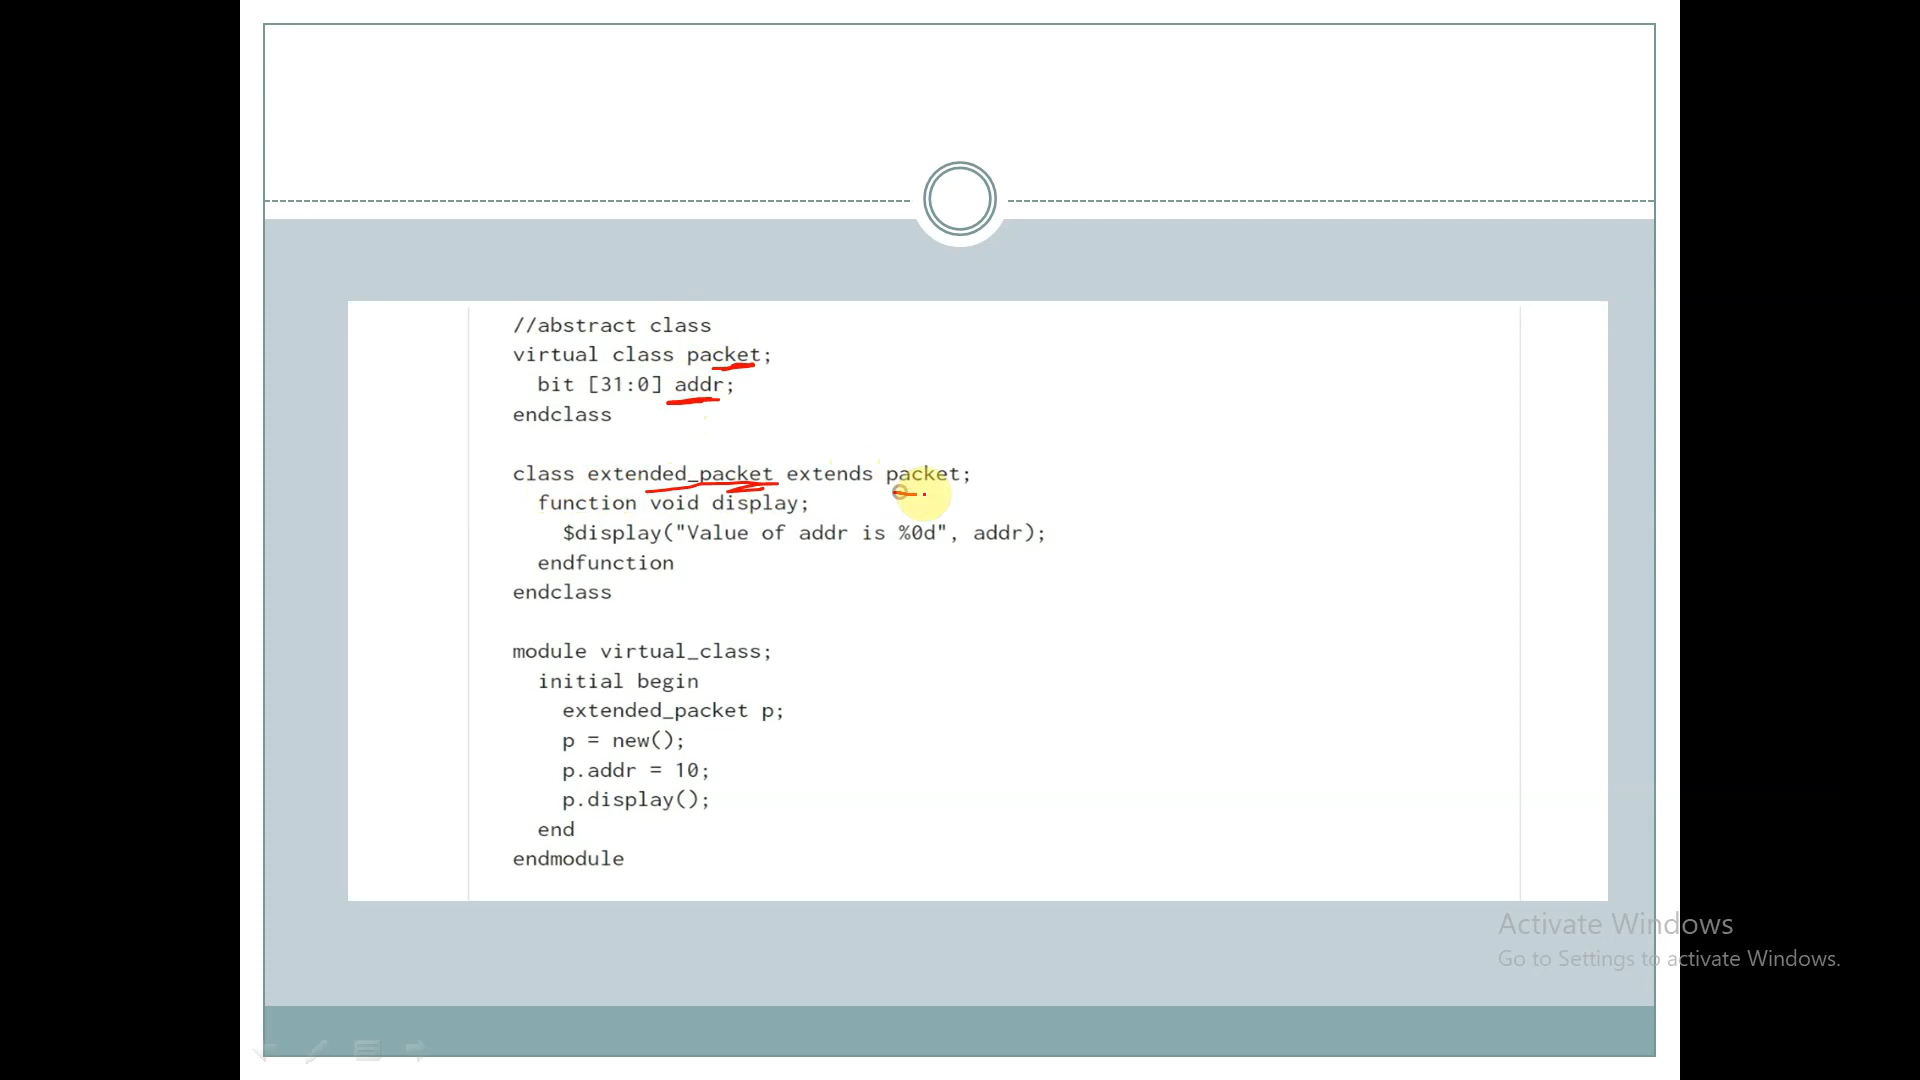 //abstract class
virtual class packet;
bit [31:0] addr;
endclass
class extended_packet extends packet;
function void display;
$display("Value of addr is %0d", addr);
endfunction
endclass
module virtual_class;
initial begin
extended_packet p;
p = new();
p.addr = 10;
p.display();
end
endmodule
Activate Windows
Go to Settings to activate Windows.